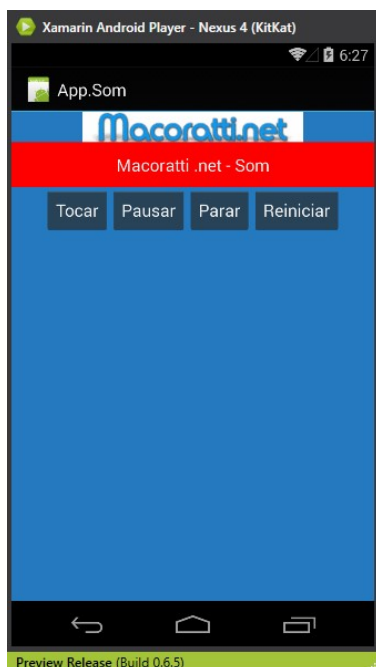 Xamarin Android Player - Nexus 4 (KitKat)
6:27
App.Som
Macoratti.net
Macoratti .net - Som
Tocar Pausar Parar Reiniciar
Preview Release (Build 0.6.5)